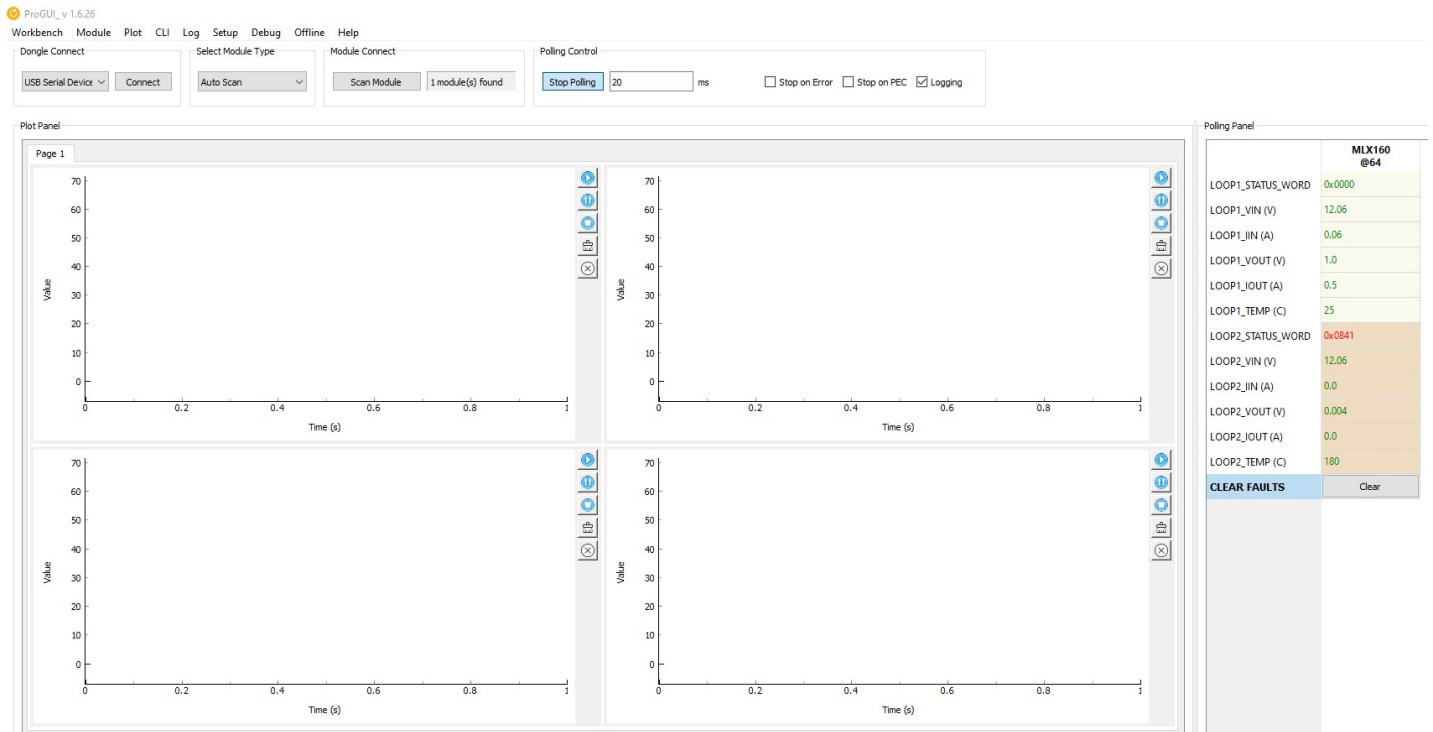 ProGUI_ v 1.6.26
Workbench Module Plot CLI Log Setup Debug Offline Help
Dongle Connect Select Module Type Module Connect Polling Control
USB Serial Device Connect Auto Scan Scan Module 1 module(s) found Stop Polling 20 ms Stop on Error Stop on PEC Logging
Plot Panel
Page 1
70
60
50
40
30
20
10
0
Value
0 0.2 0.4 0.6 0.8 1
Time (s)
70
60
50
40
30
20
10
0
Value
0 0.2 0.4 0.6 0.8 1
Time (s)
70
60
50
40
30
20
10
0
Value
0 0.2 0.4 0.6 0.8 1
Time (s)
70
60
50
40
30
20
10
0
Value
0 0.2 0.4 0.6 0.8 1
Time (s)
Polling Panel
MLX160
@64
LOOP1_STATUS_WORD 0x0000
LOOP1_VIN (V) 12.06
LOOP1_IIN (A) 0.06
LOOP1_VOUT (V) 1.0
LOOP1_IOUT (A) 0.5
LOOP1_TEMP (C) 25
LOOP2_STATUS_WORD 0x0841
LOOP2_VIN (V) 12.06
LOOP2_IIN (A) 0.0
LOOP2_VOUT (V) 0.004
LOOP2_IOUT (A) 0.0
LOOP2_TEMP (C) 180
CLEAR FAULTS Clear